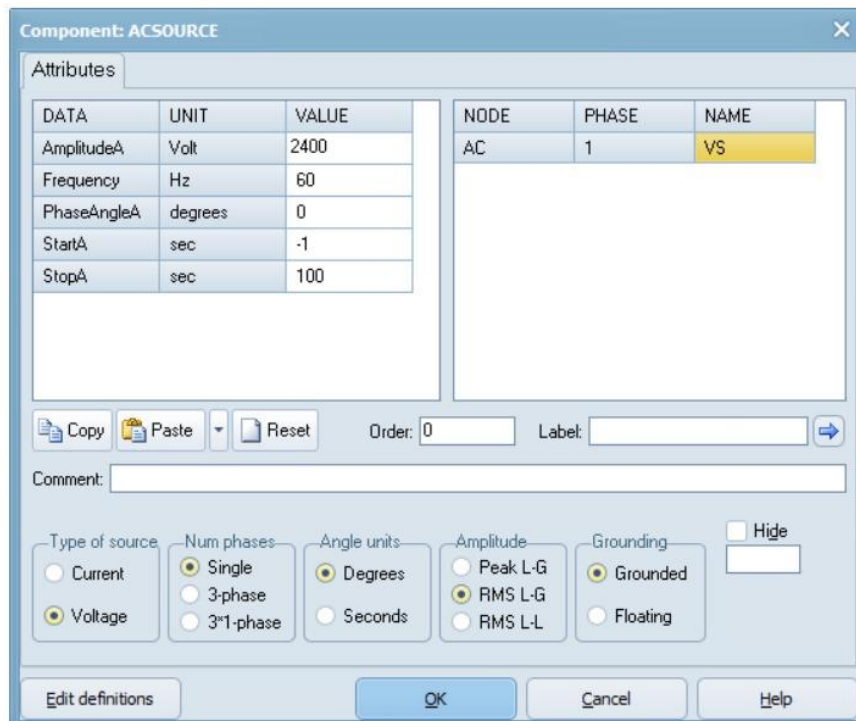 Component: ACSOURCE
Attributes
DATA UNIT VALUE
AmplitudeA Volt 2400
Frequency Hz 60
PhaseAngleA degrees 0
StartA sec -1
StopA sec 100
NODE PHASE NAME
AC 1 VS
Copy Paste Reset Order: 0 Label:
Comment:
Type of source
Current
Voltage
Num phases
Single
3-phase
3*1-phase
Angle units
Degrees
Seconds
Amplitude
Peak L-G
RMS L-G
RMS L-L
Grounding
Grounded
Floating
Hide
Edit definitions OK Cancel Help